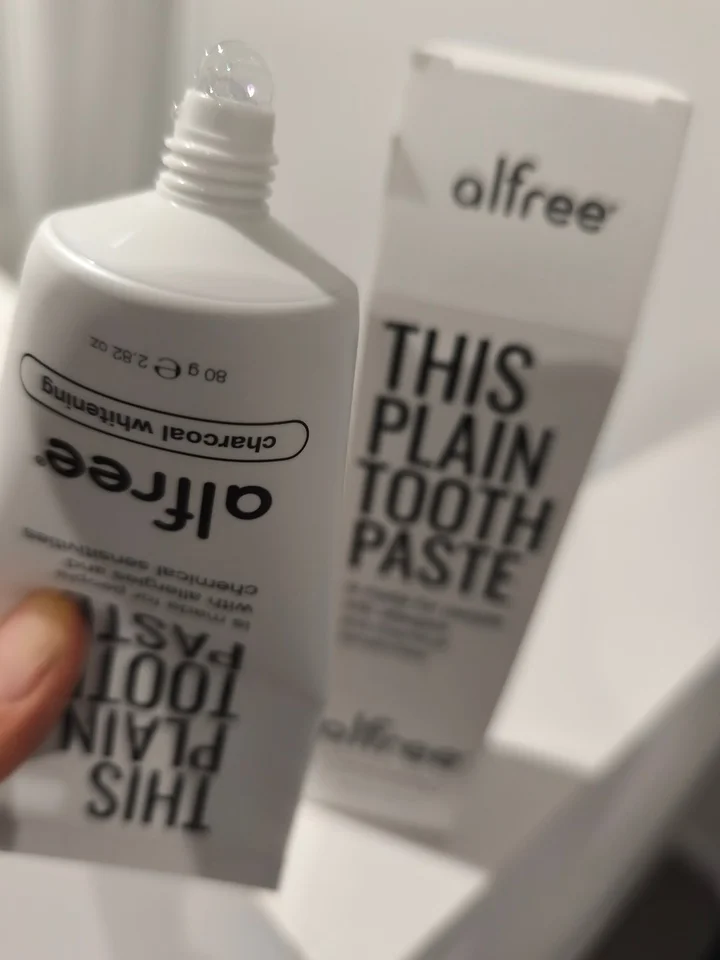 80 g ℮ 2.82 oz
charcoal whitening
alfree
is made for people
with allergies and
chemical sensitivities
THIS
PLAIN
TOOTH
PASTE
alfree
THIS
PLAIN
TOOTH
PASTE
alfree